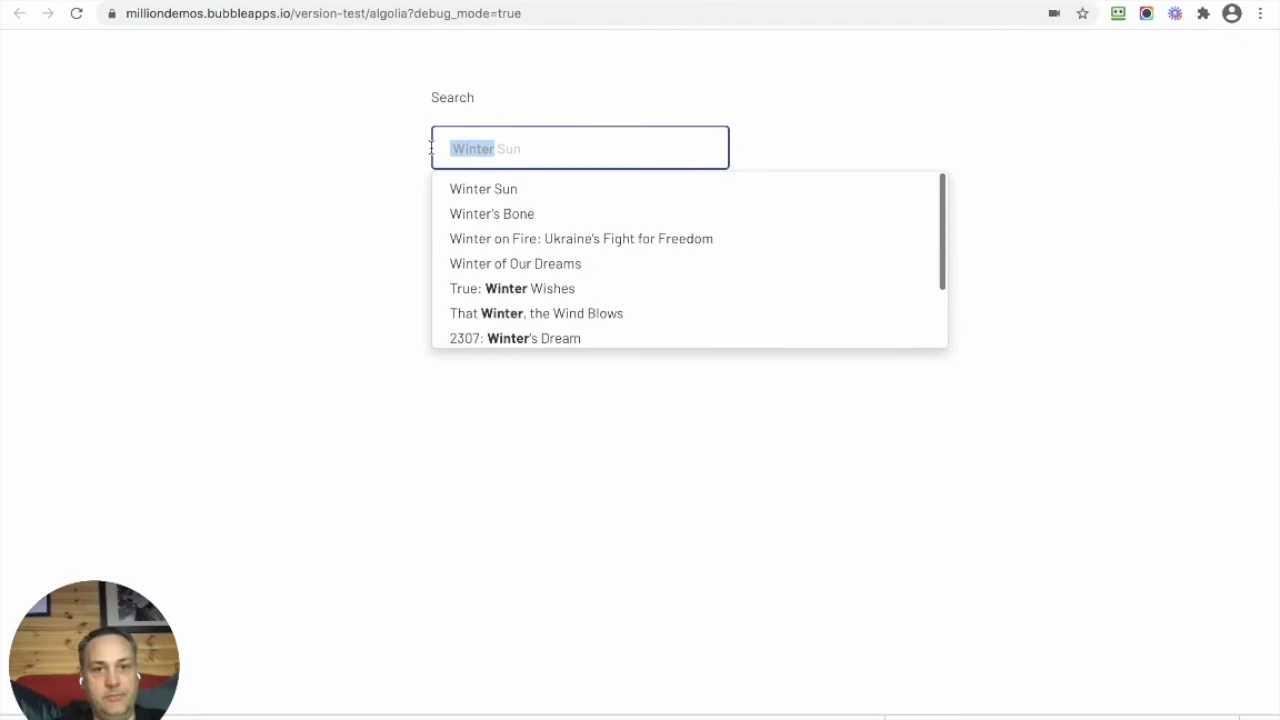 milliondemos.bubbleapps.io/version-test/algolia?debug_mode=true
Search
Winter Sun
Winter Sun
Winter's Bone
Winter on Fire: Ukraine's Fight for Freedom
Winter of Our Dreams
True: Winter Wishes
That Winter, the Wind Blows
2307: Winter's Dream